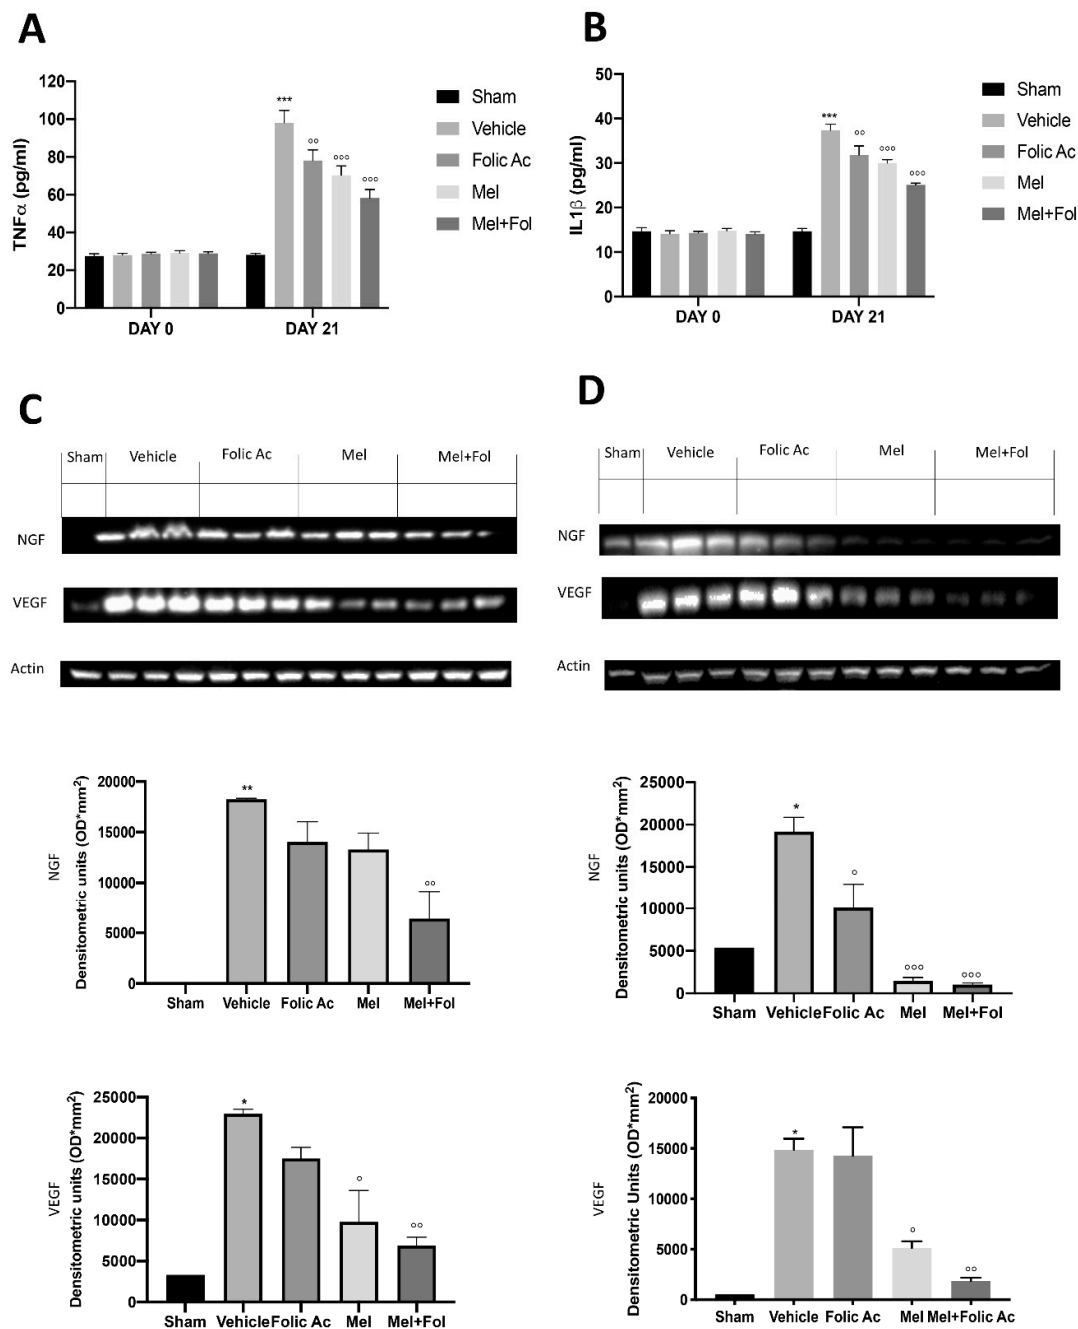 A
TNFα (pg/ml)
120
100
80
60
40
20
0
***
°°
°°°
°°°
DAY 0
DAY 21
Sham
Vehicle
Folic Ac
Mel
Mel+Fol
B
IL1β (pg/ml)
50
40
30
20
10
0
***
°°
°°°
°°°
DAY 0
DAY 21
Sham
Vehicle
Folic Ac
Mel
Mel+Fol
C
Sham Vehicle Folic Ac Mel Mel+Fol
NGF
VEGF
Actin
D
Sham Vehicle Folic Ac Mel Mel+Fol
NGF
VEGF
Actin
NGF
Densitometric units (OD*mm²)
20000
15000
10000
5000
0
**
°°
Sham Vehicle Folic Ac Mel Mel+Fol
NGF
Densitometric units (OD*mm²)
25000
20000
15000
10000
5000
0
*
°
°°°
°°°
Sham Vehicle Folic Ac Mel Mel+Fol
VEGF
Densitometric units (OD*mm²)
25000
20000
15000
10000
5000
0
*
°
°°
Sham Vehicle Folic Ac Mel Mel+Fol
VEGF
Densitometric Units (OD*mm²)
20000
15000
10000
5000
0
*
°
°°
Sham Vehicle Folic Ac Mel Mel+Folic Ac